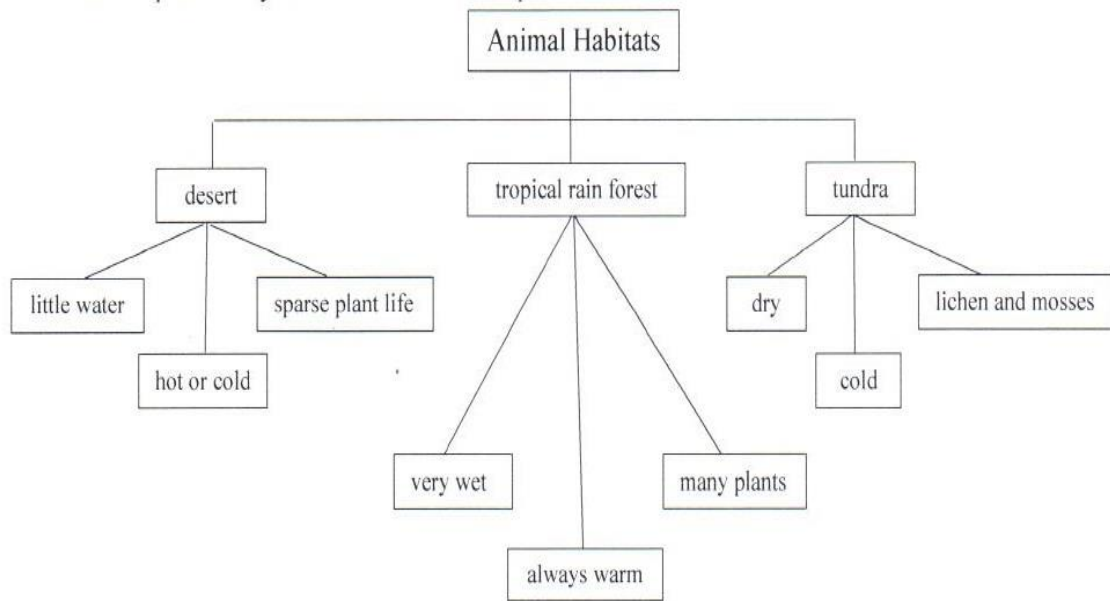 Animal Habitats
desert
tropical rain forest
tundra
little water
sparse plant life
dry
lichen and mosses
hot or cold
cold
very wet
many plants
always warm